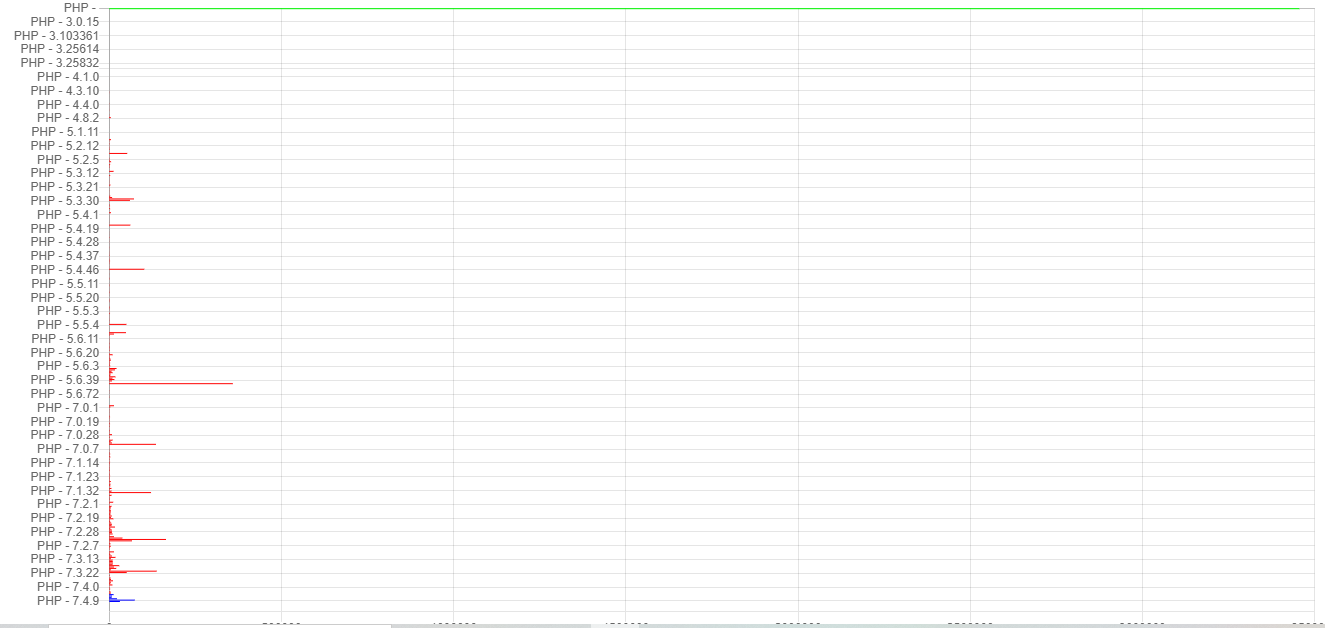 PHP -
PHP - 3.0.15
PHP - 3.103361
PHP - 3.25614
PHP - 3.25832
PHP - 4.1.0
PHP - 4.3.10
PHP - 4.4.0
PHP - 4.8.2
PHP - 5.1.11
PHP - 5.2.12
PHP - 5.2.5
PHP - 5.3.12
PHP - 5.3.21
PHP - 5.3.30
PHP - 5.4.1
PHP - 5.4.19
PHP - 5.4.28
PHP - 5.4.37
PHP - 5.4.46
PHP - 5.5.11
PHP - 5.5.20
PHP - 5.5.3
PHP - 5.5.4
PHP - 5.6.11
PHP - 5.6.20
PHP - 5.6.3
PHP - 5.6.39
PHP - 5.6.72
PHP - 7.0.1
PHP - 7.0.19
PHP - 7.0.28
PHP - 7.0.7
PHP - 7.1.14
PHP - 7.1.23
PHP - 7.1.32
PHP - 7.2.1
PHP - 7.2.19
PHP - 7.2.28
PHP - 7.2.7
PHP - 7.3.13
PHP - 7.3.22
PHP - 7.4.0
PHP - 7.4.9